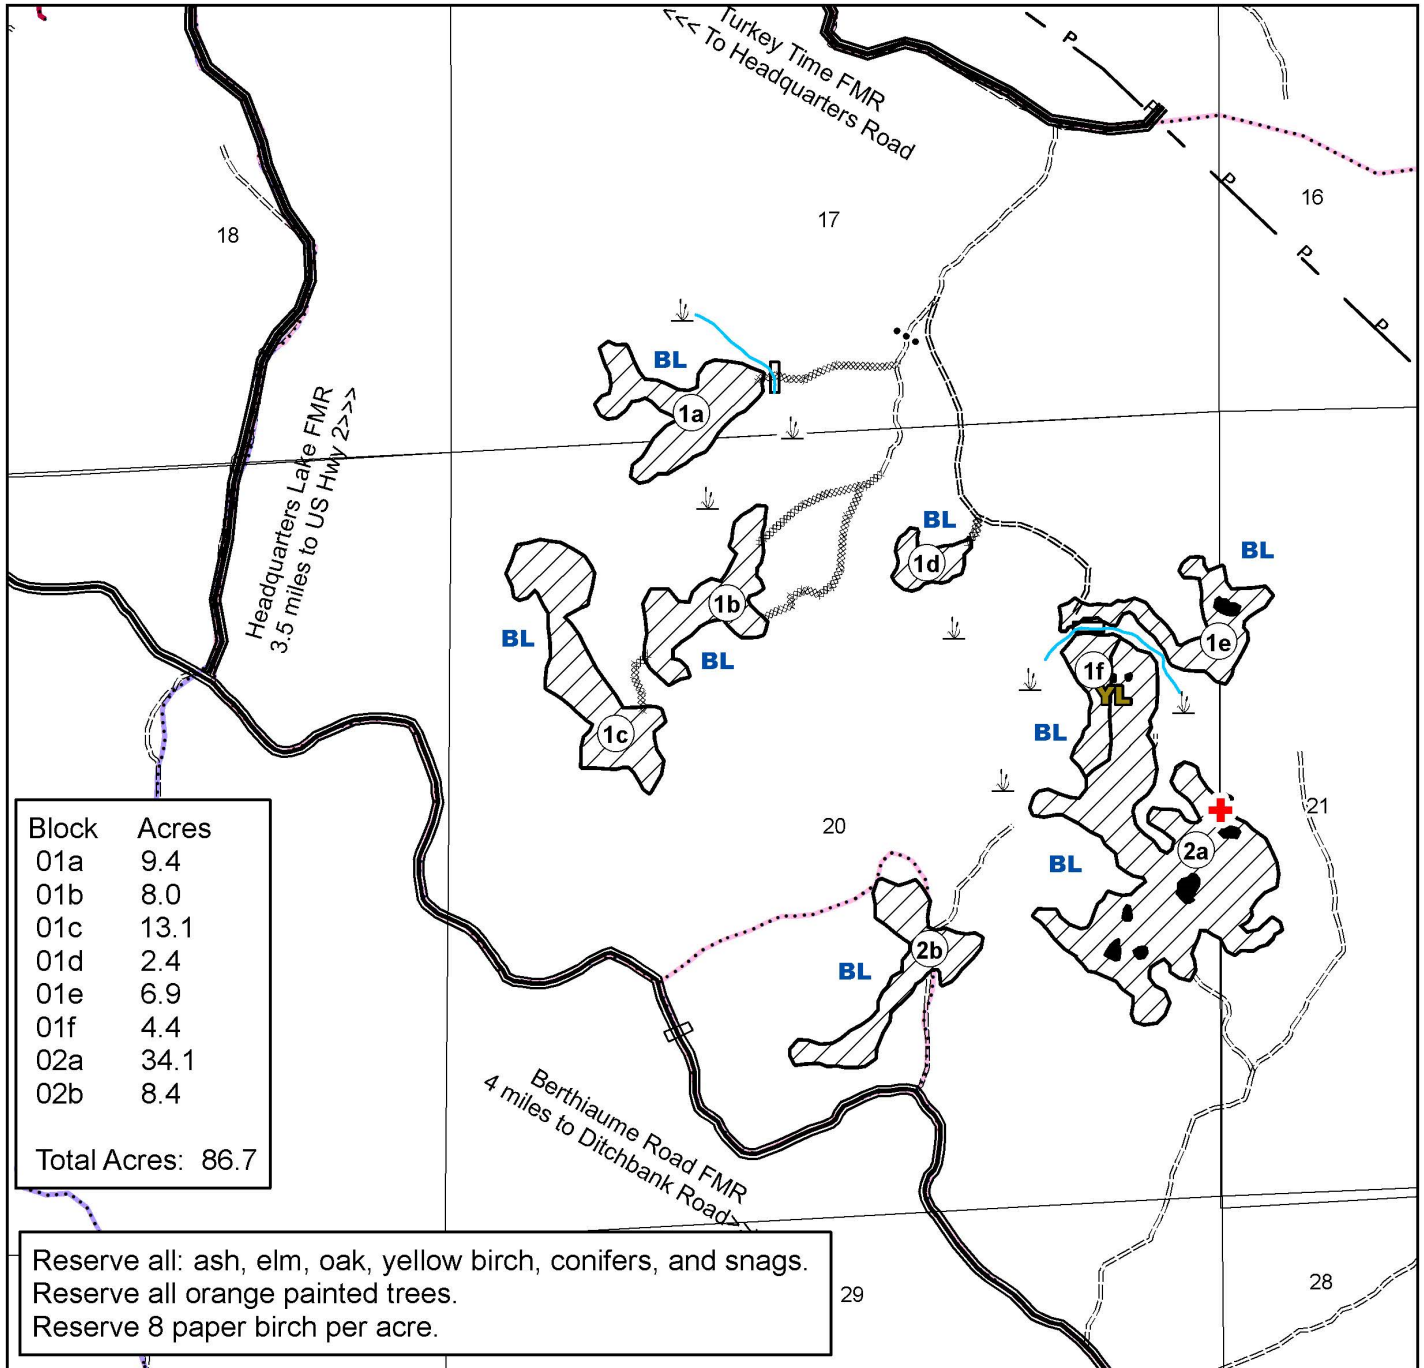 Turkey Time FMR
<<< To Headquarters Road
P
P
P
P
P
16
17
18
BL
1a
Headquarters Lake FMR
3.5 miles to US Hwy 2>>>
BL
1d
BL
1e
1b
BL
BL
1c
1f
YL
BL
21
20
BL
2a
2b
BL
Block Acres
01a 9.4
01b 8.0
01c 13.1
01d 2.4
01e 6.9
01f 4.4
02a 34.1
02b 8.4
Total Acres: 86.7
Berthiaume Road FMR
4 miles to Ditchbank Road>
Reserve all: ash, elm, oak, yellow birch, conifers, and snags.
Reserve all orange painted trees.
Reserve 8 paper birch per acre.
29
28